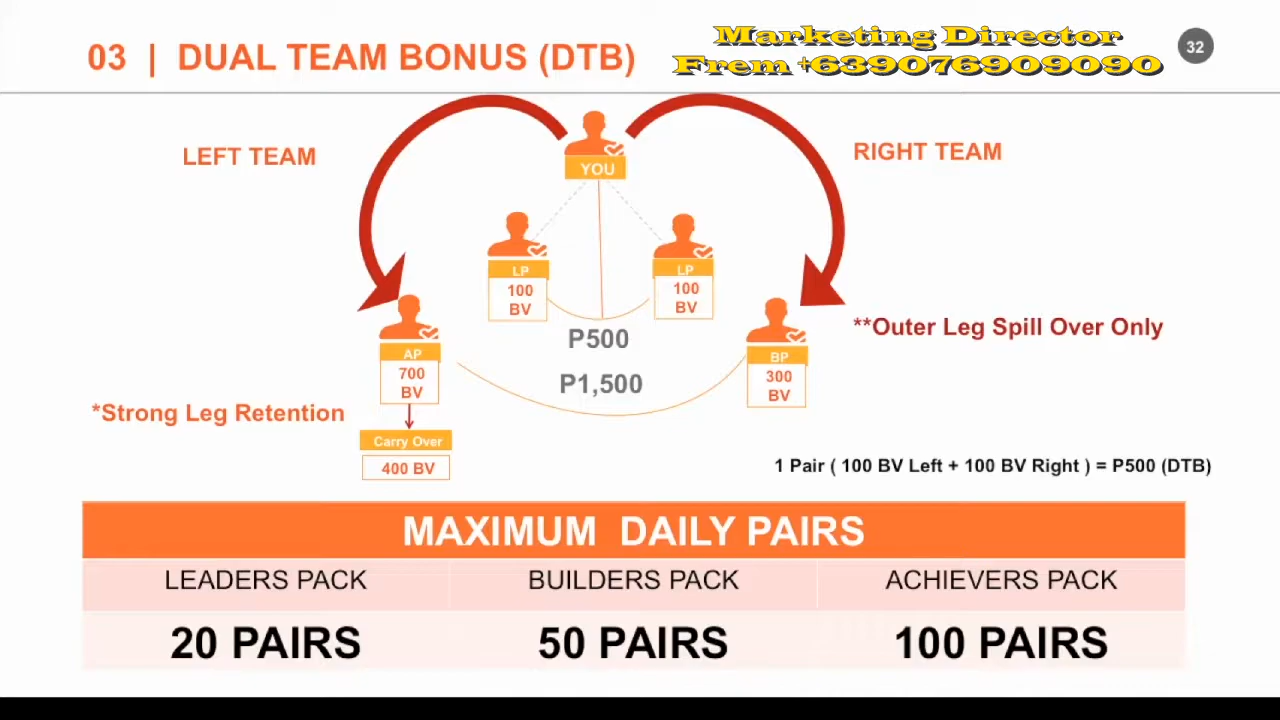 03 | DUAL TEAM BONUS (DTB)
Marketing Director
Frem +639076909090
32
LEFT TEAM
RIGHT TEAM
YOU
LP
100
BV
LP
100
BV
P500
P1,500
AP
700
BV
BP
300
BV
**Outer Leg Spill Over Only
*Strong Leg Retention
Carry Over
400 BV
1 Pair ( 100 BV Left + 100 BV Right ) = P500 (DTB)
MAXIMUM DAILY PAIRS
LEADERS PACK
BUILDERS PACK
ACHIEVERS PACK
20 PAIRS
50 PAIRS
100 PAIRS